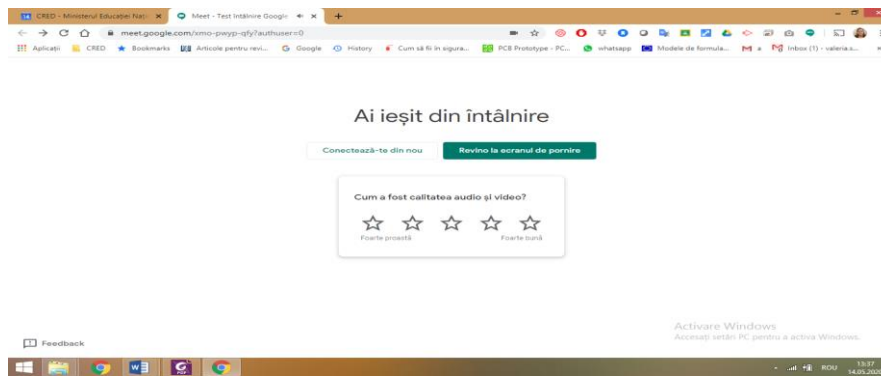 CRED - Ministerul Educației Nați
Meet - Test Intâlnire Google
meet.google.com/xmo-pwyp-qfy?authuser=0
Aplicații
CRED
Bookmarks
Articole pentru revi...
Google
History
Cum să fii în sigura...
PCB Prototype - PC...
whatsapp
Modele de formula...
Inbox (1) - valeria.s...
Ai ieșit din întâlnire
Conectează-te din nou
Revino la ecranul de pornire
Cum a fost calitatea audio și video?
Foarte proastă
Foarte bună
Activare Windows
Accesați setări PC pentru a activa Windows.
Feedback
ROU
13:37
14.05.2020